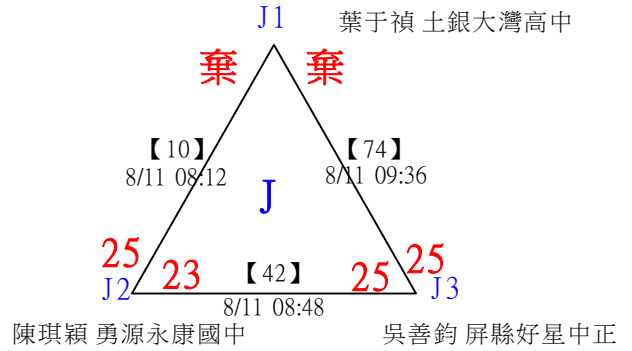 J1
葉于禎 土銀大灣高中
棄 棄
【10】
8/11 08:12
【74】
8/11 09:36
J
25
23
【42】
25
25
J2
J3
8/11 08:48
陳琪穎 勇源永康國中
吳善鈞 屏縣好星中正